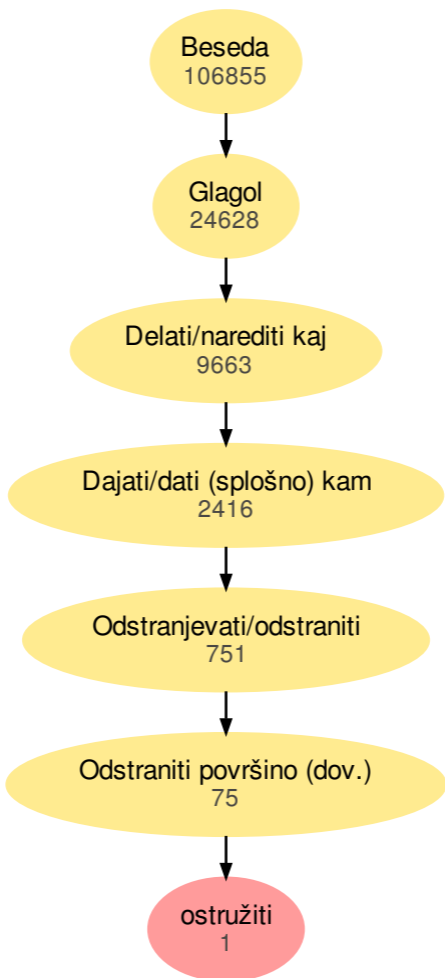 Beseda
106855
Glagol
24628
Delati/narediti kaj
9663
Dajati/dati (splošno) kam
2416
Odstranjevati/odstraniti
751
Odstraniti površino (dov.)
75
ostružiti
1